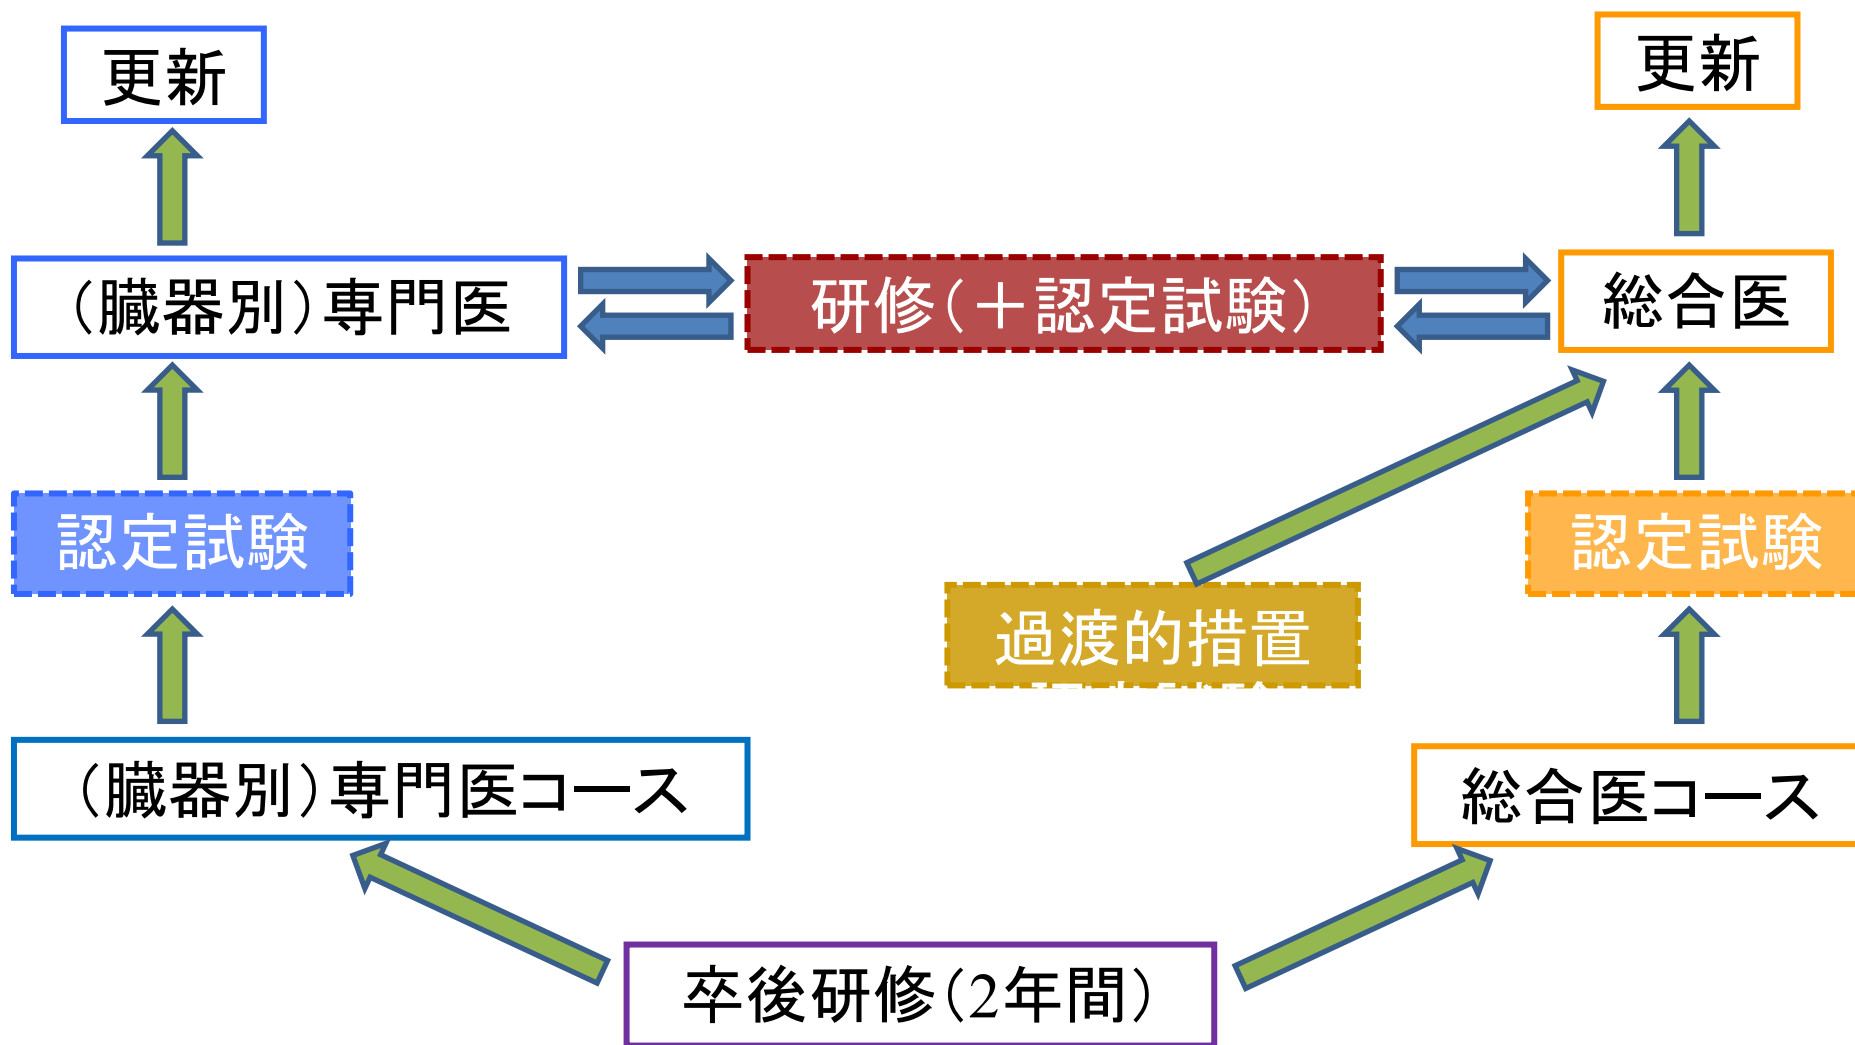 更新
更新
（臓器別）専門医
研修（＋認定試験）
総合医
認定試験
認定試験
過渡的措置
（臓器別）専門医コース
総合医コース
卒後研修（2年間）